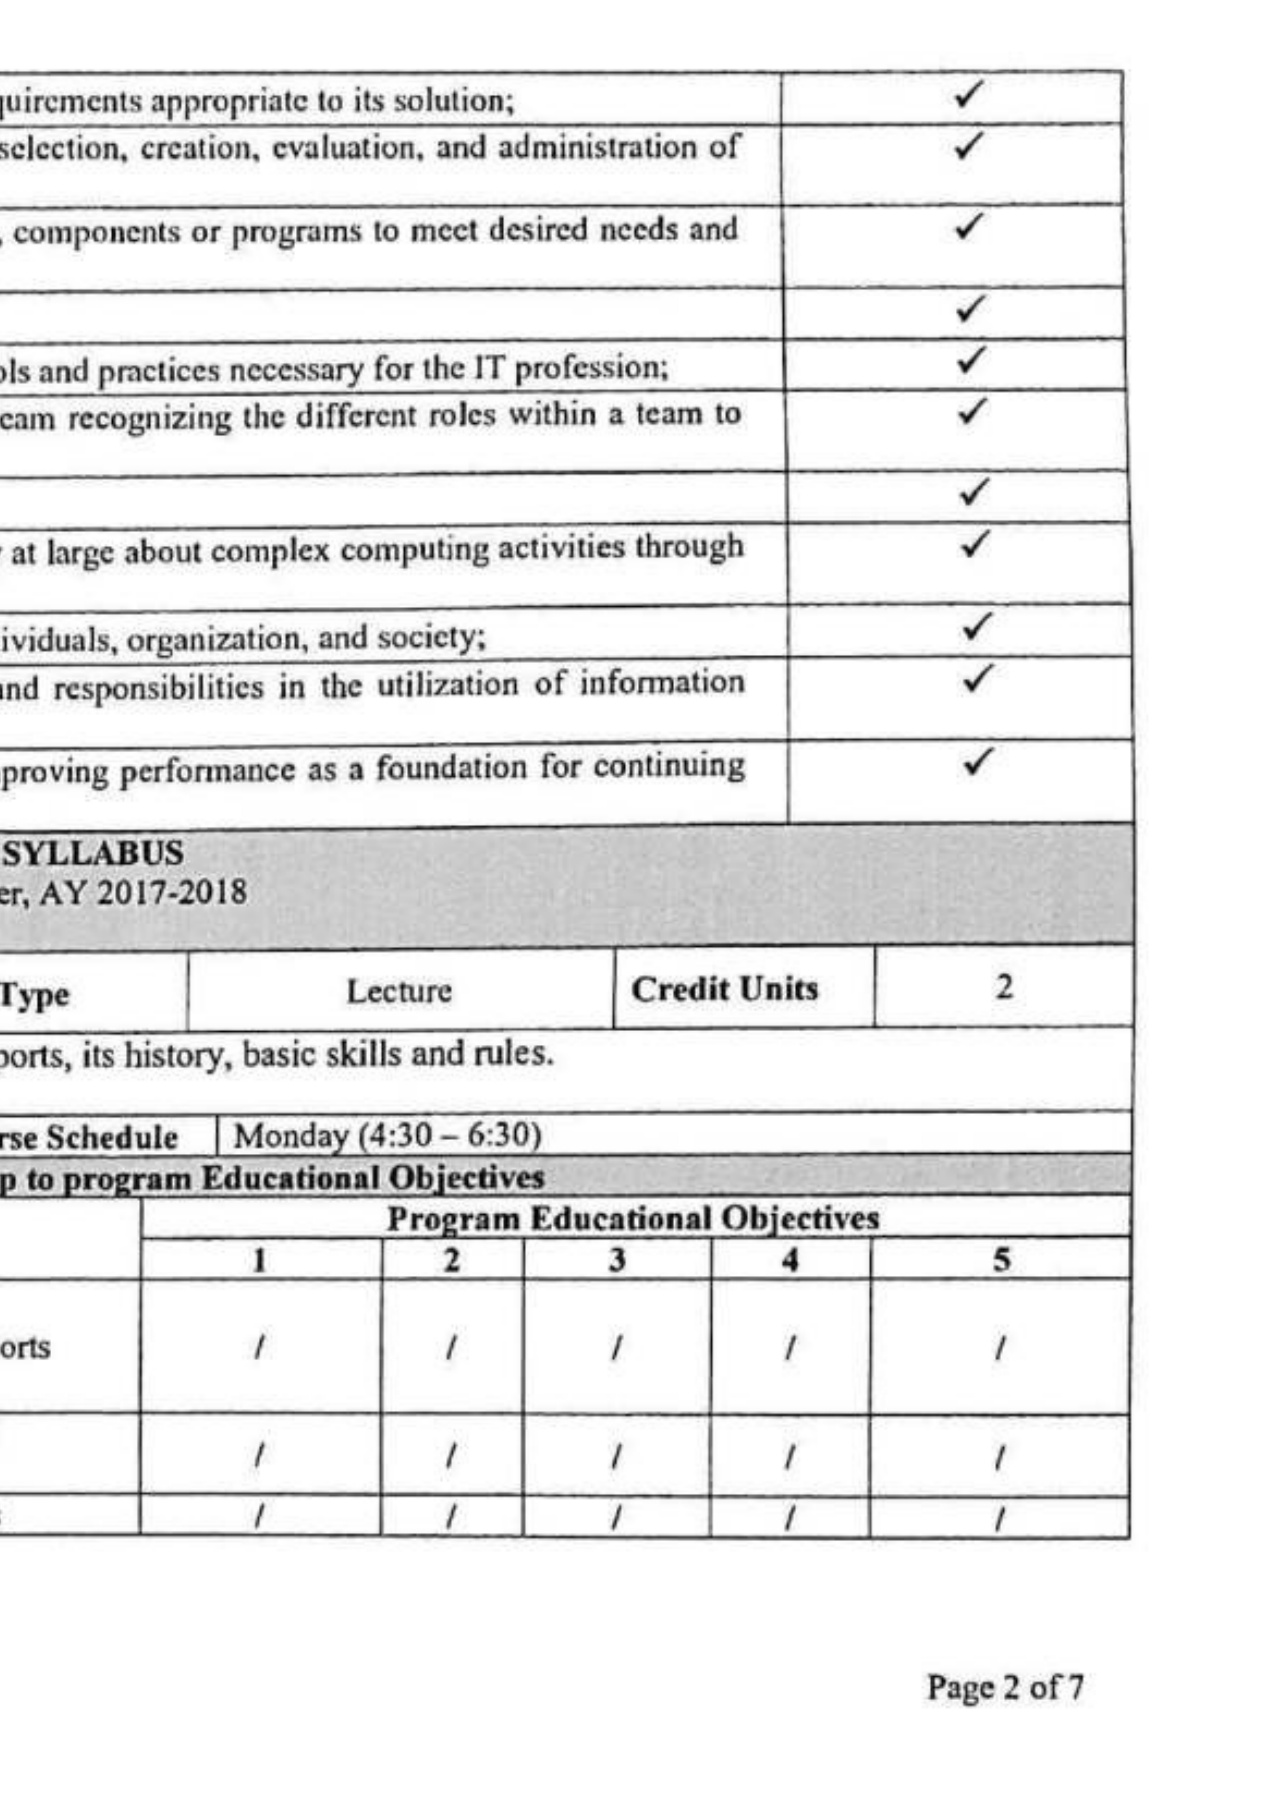 quirements appropriate to its solution; ✓
selection, creation, evaluation, and administration of ✓
, components or programs to meet desired needs and ✓
✓
ols and practices necessary for the IT profession; ✓
eam recognizing the different roles within a team to ✓
✓
at large about complex computing activities through ✓
ividuals, organization, and society; ✓
and responsibilities in the utilization of information ✓
proving performance as a foundation for continuing ✓
SYLLABUS
er, AY 2017-2018
Type Lecture Credit Units 2
ports, its history, basic skills and rules.
rse Schedule Monday (4:30 – 6:30)
p to program Educational Objectives
Program Educational Objectives
1 2 3 4 5
orts / / / / /
/ / / / /
/ / / / /
Page 2 of 7